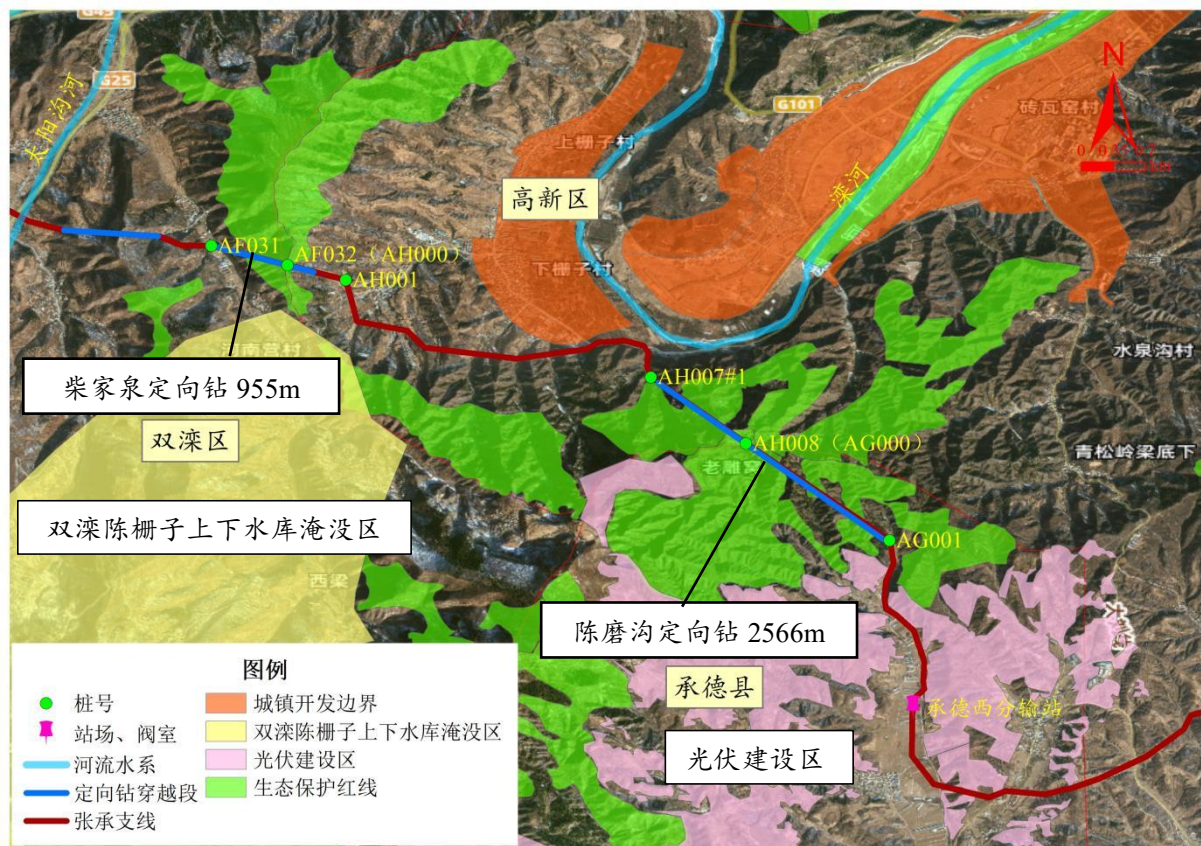 G45
G25
太阳沟河
G101
砖瓦窑村
N
上栅子村
高新区
滦河
下栅子村
AF031
AF032（AH000）
AH001
水泉沟村
柴家泉定向钻 955m
双滦区
AH007#1
AH008（AG000）
青松岭梁底下
老雕窝
双滦陈栅子上下水库淹没区
AG001
西梁
陈磨沟定向钻 2566m
承德县
承德西分输站
光伏建设区
图例
桩号
站场、阀室
河流水系
定向钻穿越段
张承支线
城镇开发边界
双滦陈栅子上下水库淹没区
光伏建设区
生态保护红线